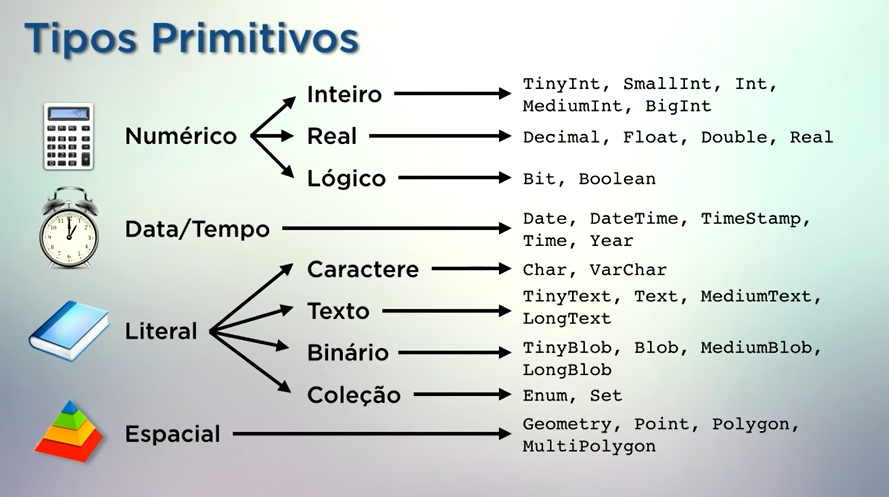 Tipos Primitivos
Numérico
Inteiro
TinyInt, SmallInt, Int,
MediumInt, BigInt
Real
Decimal, Float, Double, Real
Lógico
Bit, Boolean
Data/Tempo
Date, DateTime, TimeStamp,
Time, Year
Literal
Caractere
Char, VarChar
Texto
TinyText, Text, MediumText,
LongText
Binário
TinyBlob, Blob, MediumBlob,
LongBlob
Coleção
Enum, Set
Espacial
Geometry, Point, Polygon,
MultiPolygon